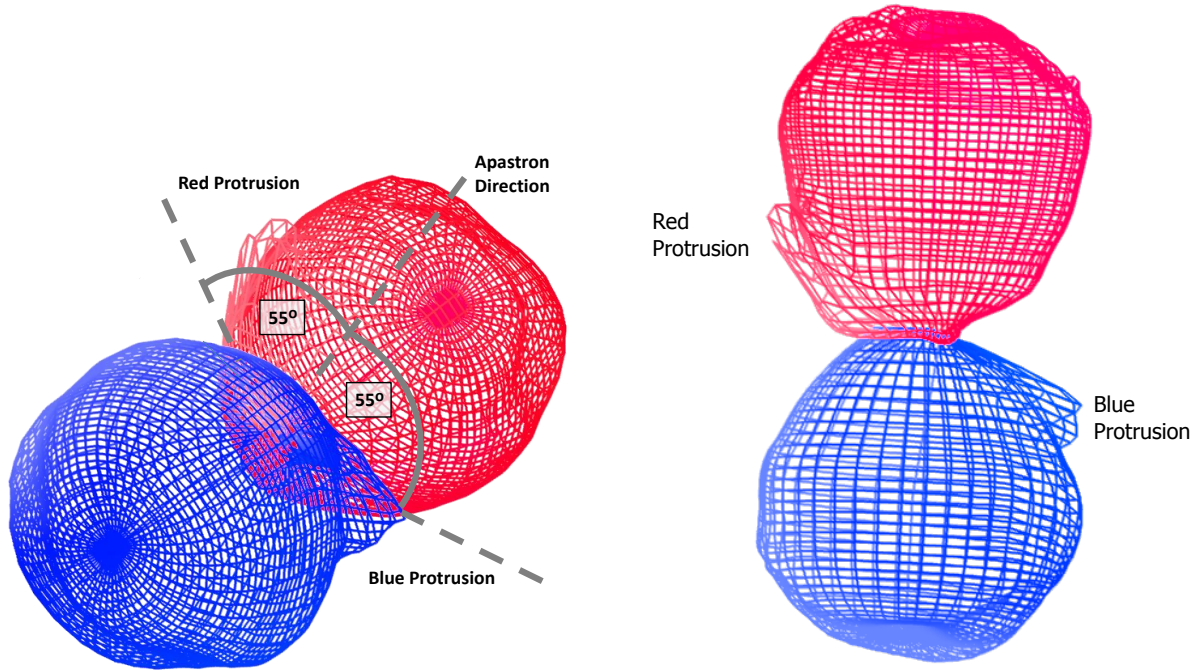 Apastron
Direction
Red Protrusion
55º
55º
Blue Protrusion
Red
Protrusion
Blue
Protrusion